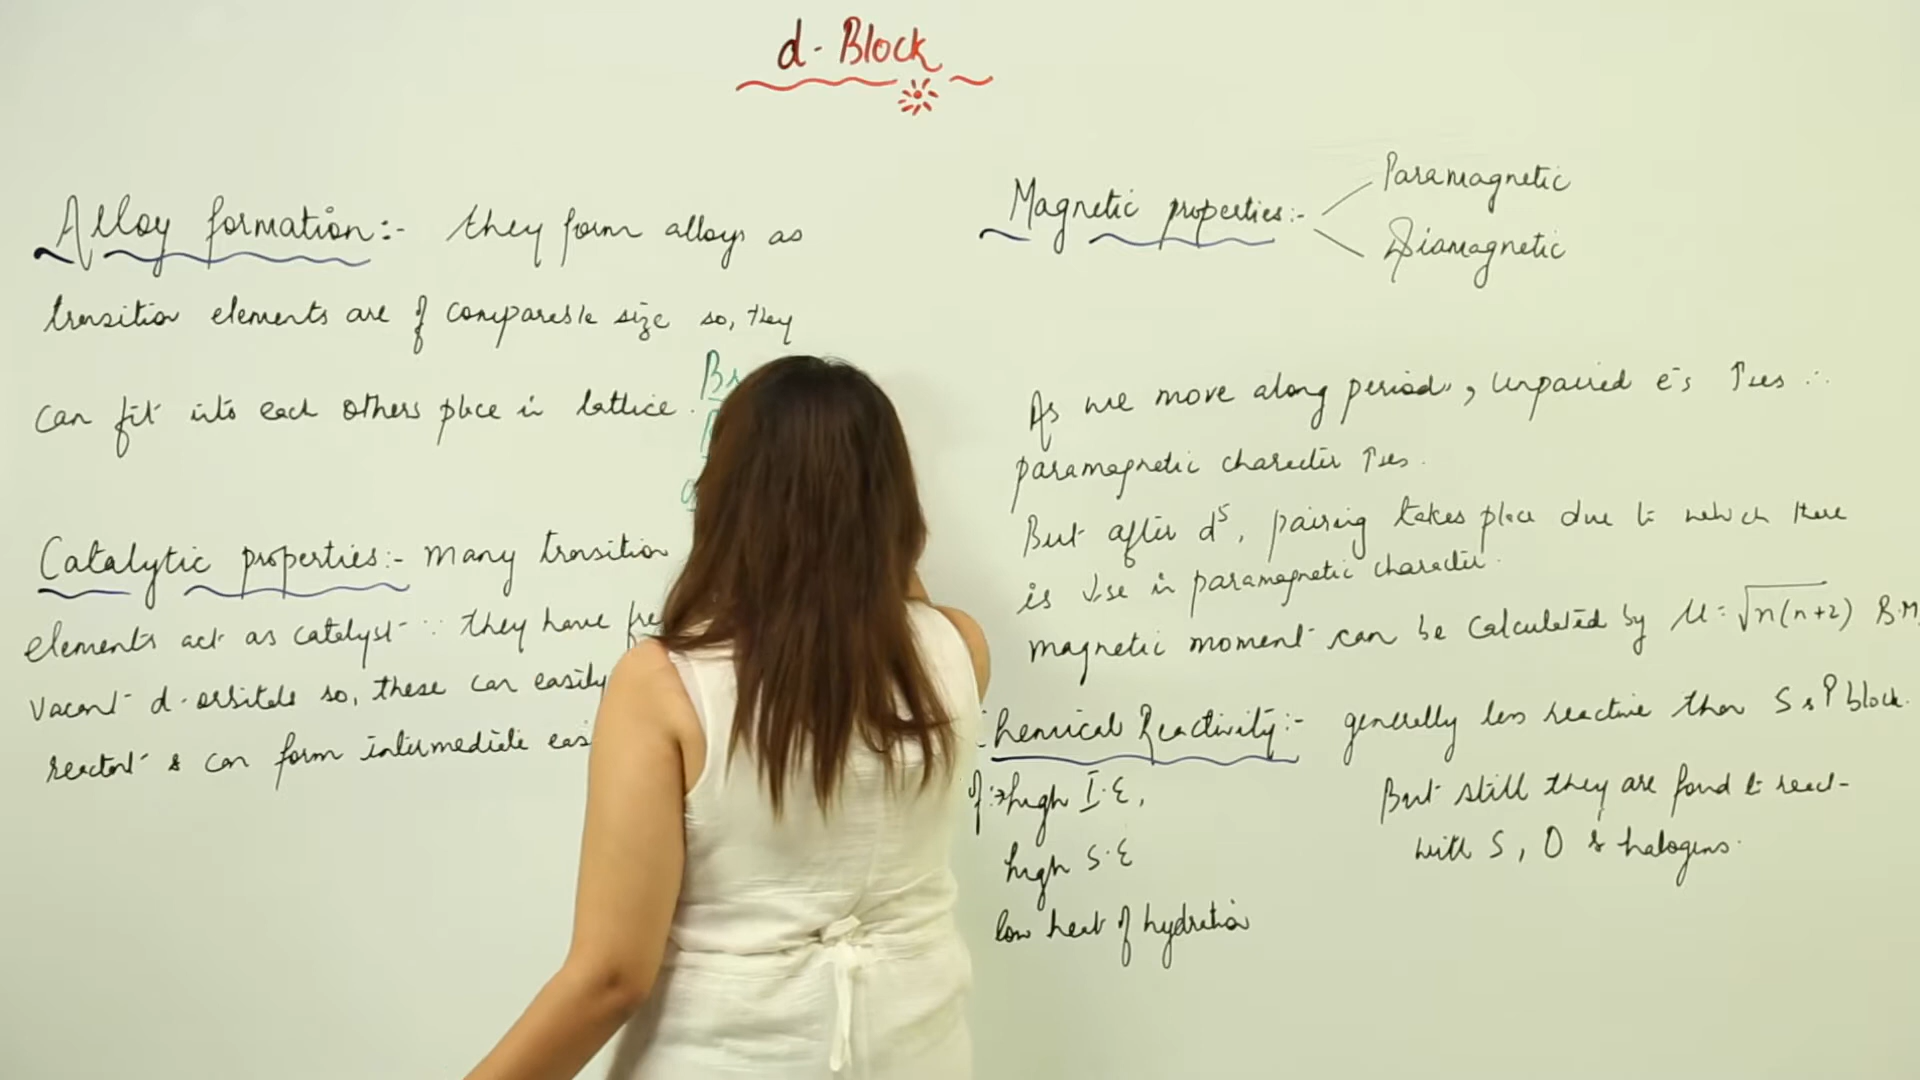 d - Block
Alloy formation :- they form alloys as
transition elements are of comparable size so, they
can fit into each others place in lattice.
Catalytic properties :- many transition
elements act as catalyst ∵ they have
vacant d-orbitals so, these can easily
reactant & can form intermediate
Magnetic properties :-
Paramagnetic
Diamagnetic
As we move along period, unpaired e⁻s ↑ses ∴
paramagnetic character ↑ses.
But after d⁵, pairing takes place due to which there
is ↓se in paramagnetic character.
magnetic moment can be calculated by μ = √n(n+2) B.M.
Chemical Reactivity :- generally less reactive than S & P block.
of :→ high I.E,
high S.E
low heat of hydration
But still they are found to react
with S, O & halogens.